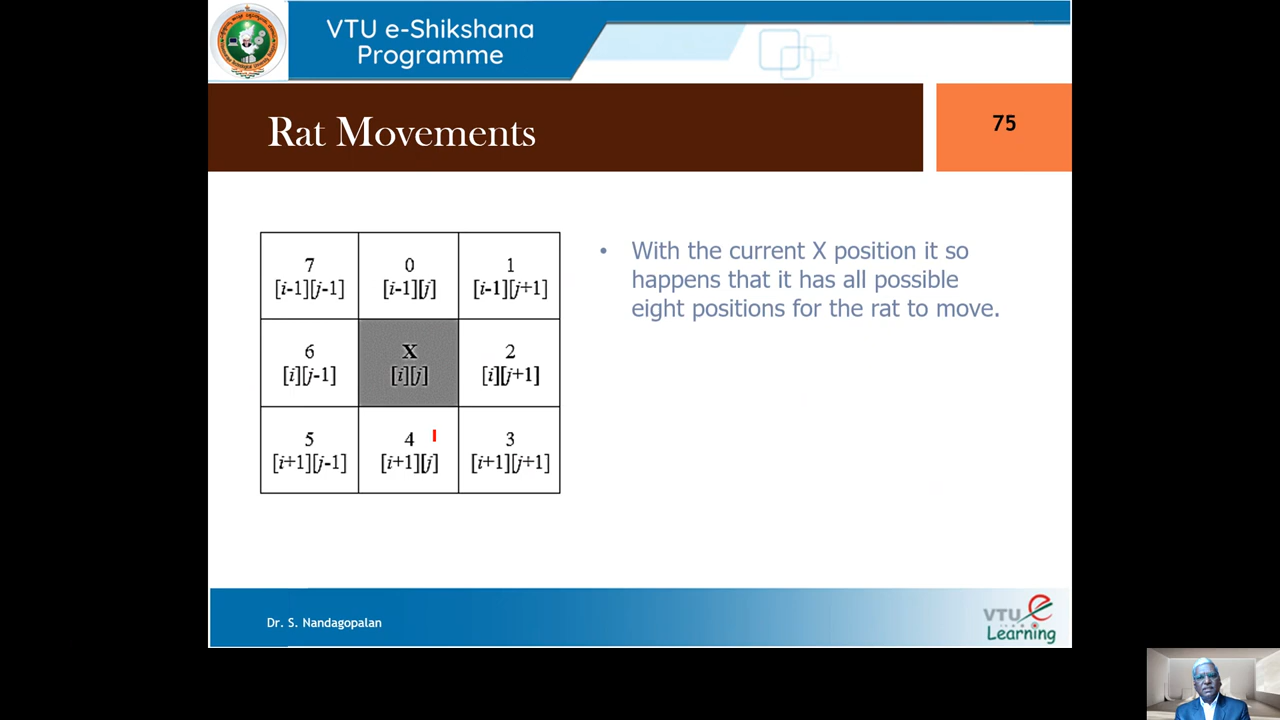 VTU e-Shikshana
Programme
Rat Movements
75
7
[i-1][j-1]
0
[i-1][j]
1
[i-1][j+1]
6
[i][j-1]
X
[i][j]
2
[i][j+1]
5
[i+1][j-1]
4
[i+1][j]
3
[i+1][j+1]
• With the current X position it so
happens that it has all possible
eight positions for the rat to move.
Dr. S. Nandagopalan
VTU e
Learning